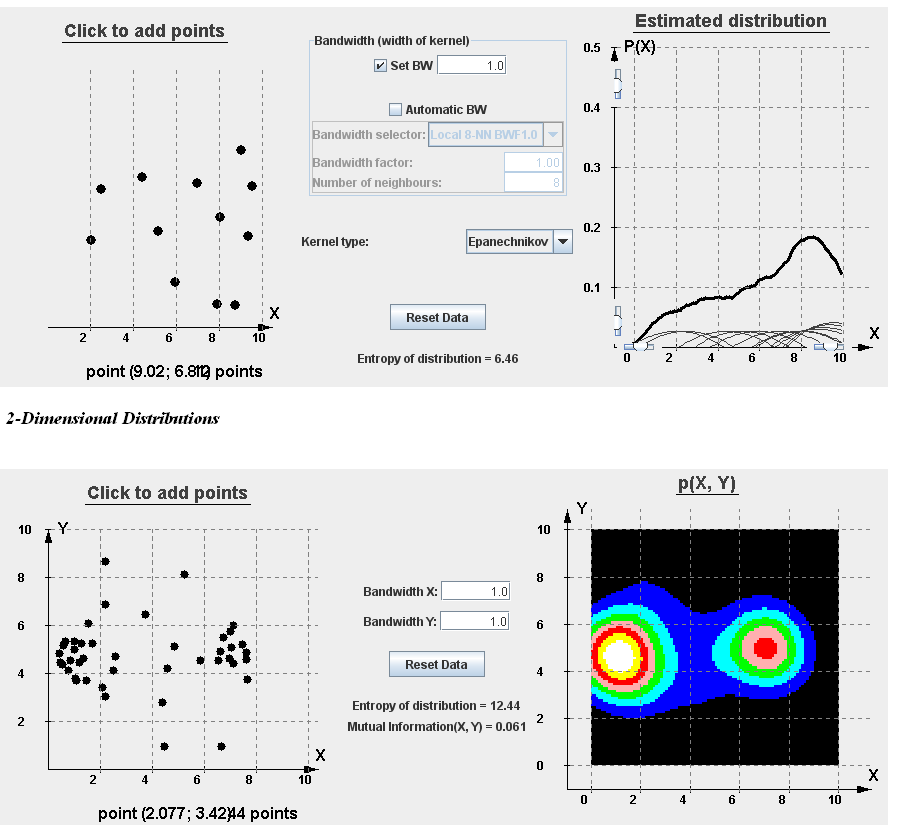 Click to add points
2 4 6 8 10
X
point (9.02; 6.812) 12 points
Bandwidth (width of kernel)
Set BW 1.0
Automatic BW
Bandwidth selector: Local 8-NN BWF1.0
Bandwidth factor: 1.00
Number of neighbours: 8
Kernel type: Epanechnikov
Reset Data
Entropy of distribution = 6.46
Estimated distribution
P(X)
0.5
0.4
0.3
0.2
0.1
0 2 4 6 8 10
X
2-Dimensional Distributions
Click to add points
Y
10
8
6
4
2
2 4 6 8 10
X
point (2.077; 3.42) 44 points
Bandwidth X: 1.0
Bandwidth Y: 1.0
Reset Data
Entropy of distribution = 12.44
Mutual Information(X, Y) = 0.061
p(X, Y)
Y
10
8
6
4
2
0
0 2 4 6 8 10
X